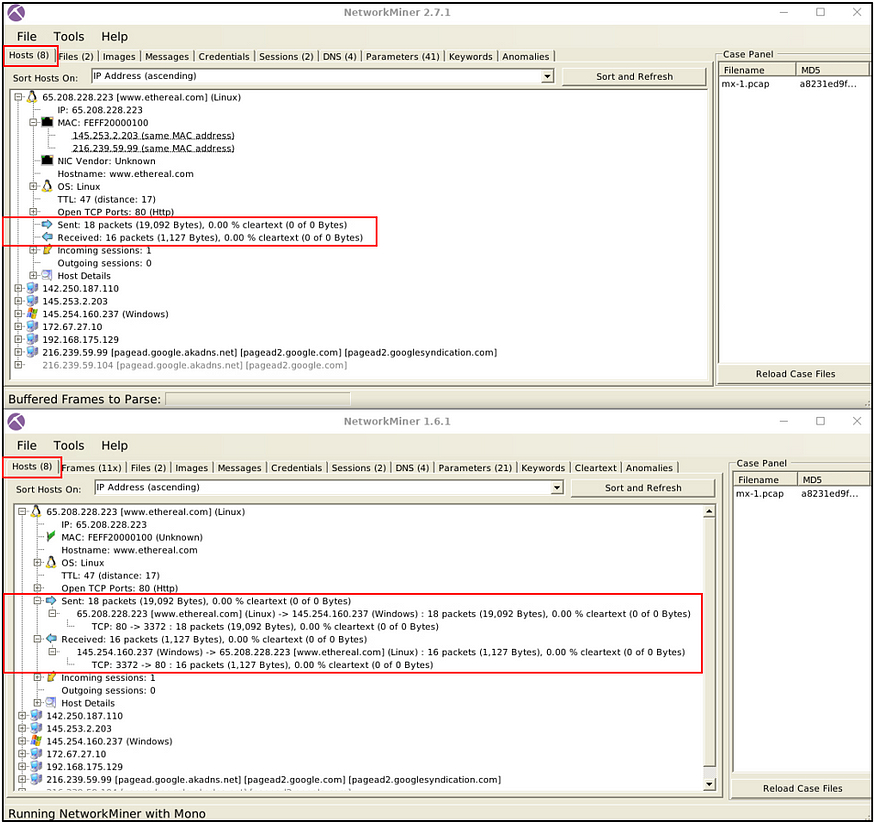 NetworkMiner 2.7.1
File Tools Help
Hosts (8) Files (2) Images Messages Credentials Sessions (2) DNS (4) Parameters (41) Keywords Anomalies
Sort Hosts On: IP Address (ascending) Sort and Refresh
65.208.228.223 [www.ethereal.com] (Linux)
IP: 65.208.228.223
MAC: FEFF20000100
145.253.2.203 (same MAC address)
216.239.59.99 (same MAC address)
NIC Vendor: Unknown
Hostname: www.ethereal.com
OS: Linux
TTL: 47 (distance: 17)
Open TCP Ports: 80 (Http)
Sent: 18 packets (19,092 Bytes), 0.00 % cleartext (0 of 0 Bytes)
Received: 16 packets (1,127 Bytes), 0.00 % cleartext (0 of 0 Bytes)
Incoming sessions: 1
Outgoing sessions: 0
Host Details
142.250.187.110
145.253.2.203
145.254.160.237 (Windows)
172.67.27.10
192.168.175.129
216.239.59.99 [pagead.google.akadns.net] [pagead2.google.com] [pagead2.googlesyndication.com]
216.239.59.104 [pagead.google.akadns.net] [pagead2.google.com]
Case Panel
Filename MD5
mx-1.pcap a8231ed9f...
Reload Case Files
Buffered Frames to Parse:
NetworkMiner 1.6.1
File Tools Help
Hosts (8) Frames (11x) Files (2) Images Messages Credentials Sessions (2) DNS (4) Parameters (21) Keywords Cleartext Anomalies
Sort Hosts On: IP Address (ascending) Sort and Refresh
65.208.228.223 [www.ethereal.com] (Linux)
IP: 65.208.228.223
MAC: FEFF20000100 (Unknown)
Hostname: www.ethereal.com
OS: Linux
TTL: 47 (distance: 17)
Open TCP Ports: 80 (Http)
Sent: 18 packets (19,092 Bytes), 0.00 % cleartext (0 of 0 Bytes)
65.208.228.223 [www.ethereal.com] (Linux) -> 145.254.160.237 (Windows) : 18 packets (19,092 Bytes), 0.00 % cleartext (0 of 0 Bytes)
TCP: 80 -> 3372 : 18 packets (19,092 Bytes), 0.00 % cleartext (0 of 0 Bytes)
Received: 16 packets (1,127 Bytes), 0.00 % cleartext (0 of 0 Bytes)
145.254.160.237 (Windows) -> 65.208.228.223 [www.ethereal.com] (Linux) : 16 packets (1,127 Bytes), 0.00 % cleartext (0 of 0 Bytes)
TCP: 3372 -> 80 : 16 packets (1,127 Bytes), 0.00 % cleartext (0 of 0 Bytes)
Incoming sessions: 1
Outgoing sessions: 0
Host Details
142.250.187.110
145.253.2.203
145.254.160.237 (Windows)
172.67.27.10
192.168.175.129
216.239.59.99 [pagead.google.akadns.net] [pagead2.google.com] [pagead2.googlesyndication.com]
Case Panel
Filename MD5
mx-1.pcap a8231ed9f...
Reload Case Files
Running NetworkMiner with Mono